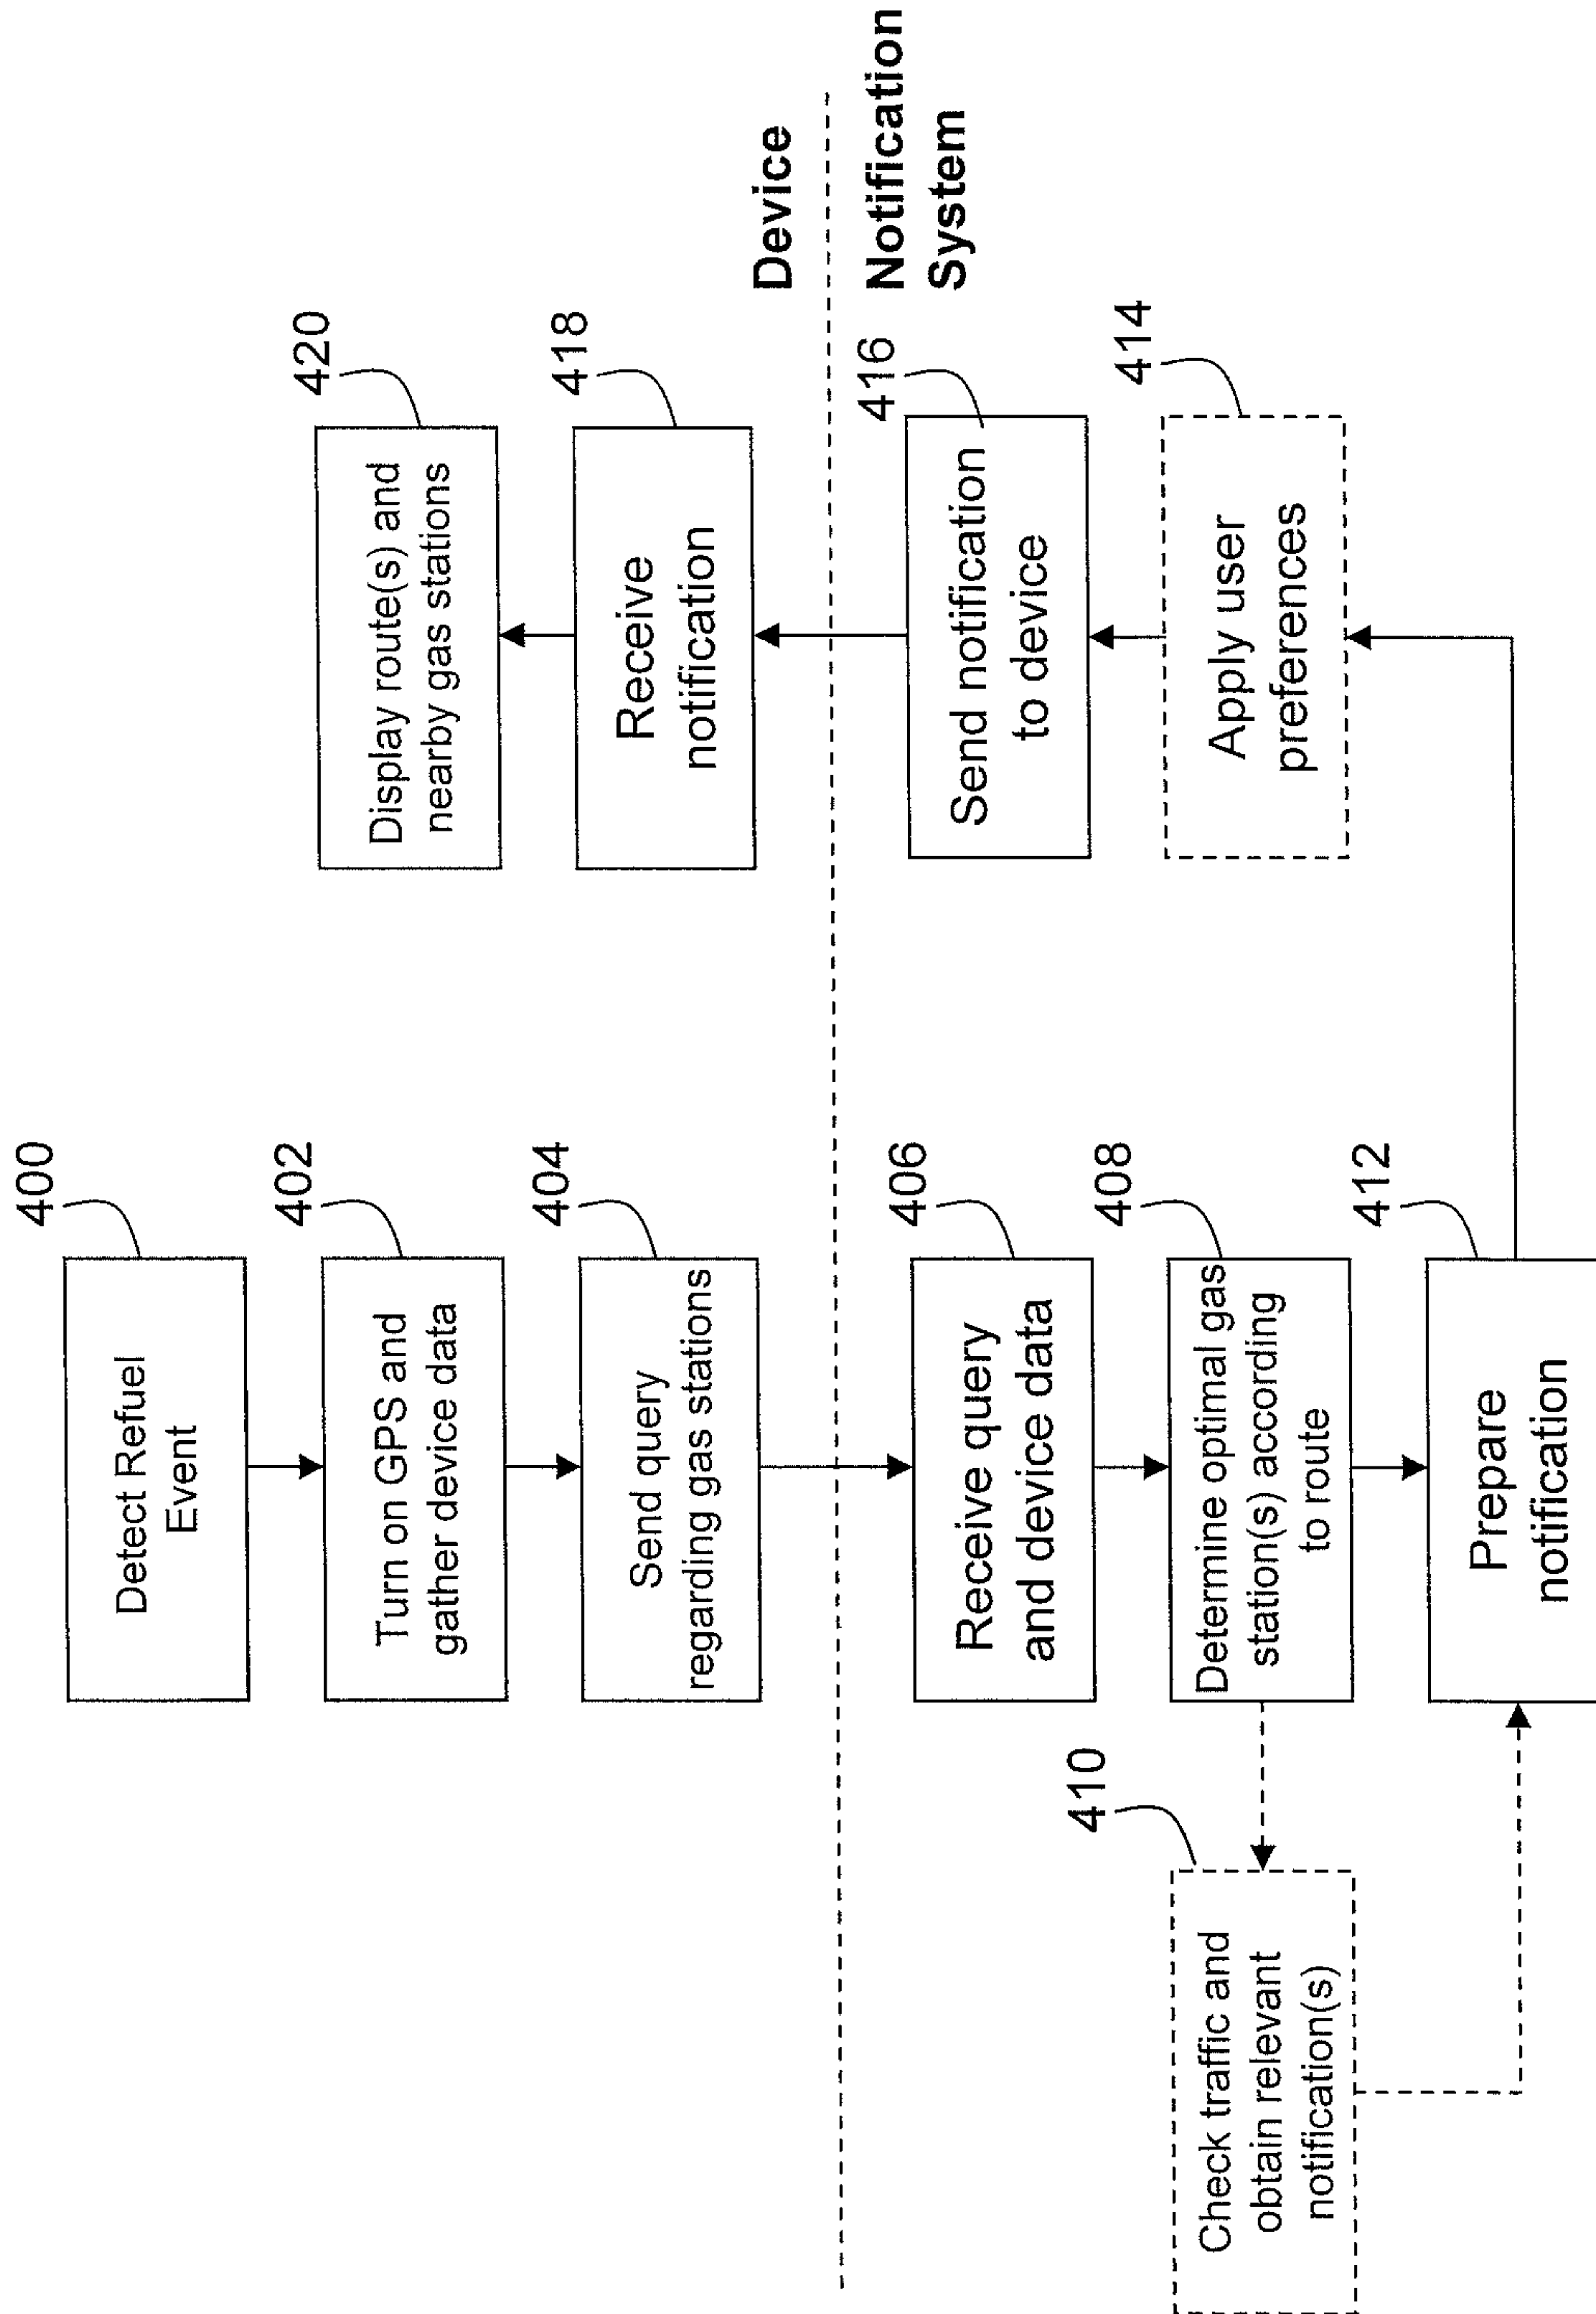 400
Detect Refuel
Event
402
Turn on GPS and
gather device data
404
Send query
regarding gas stations
406
Receive query
and device data
408
Determine optimal gas
station(s) according
to route
410
Check traffic and
obtain relevant
notification(s)
412
Prepare
notification
414
Apply user
preferences
416
Send notification
to device
418
Receive
notification
420
Display route(s) and
nearby gas stations
Device
Notification
System